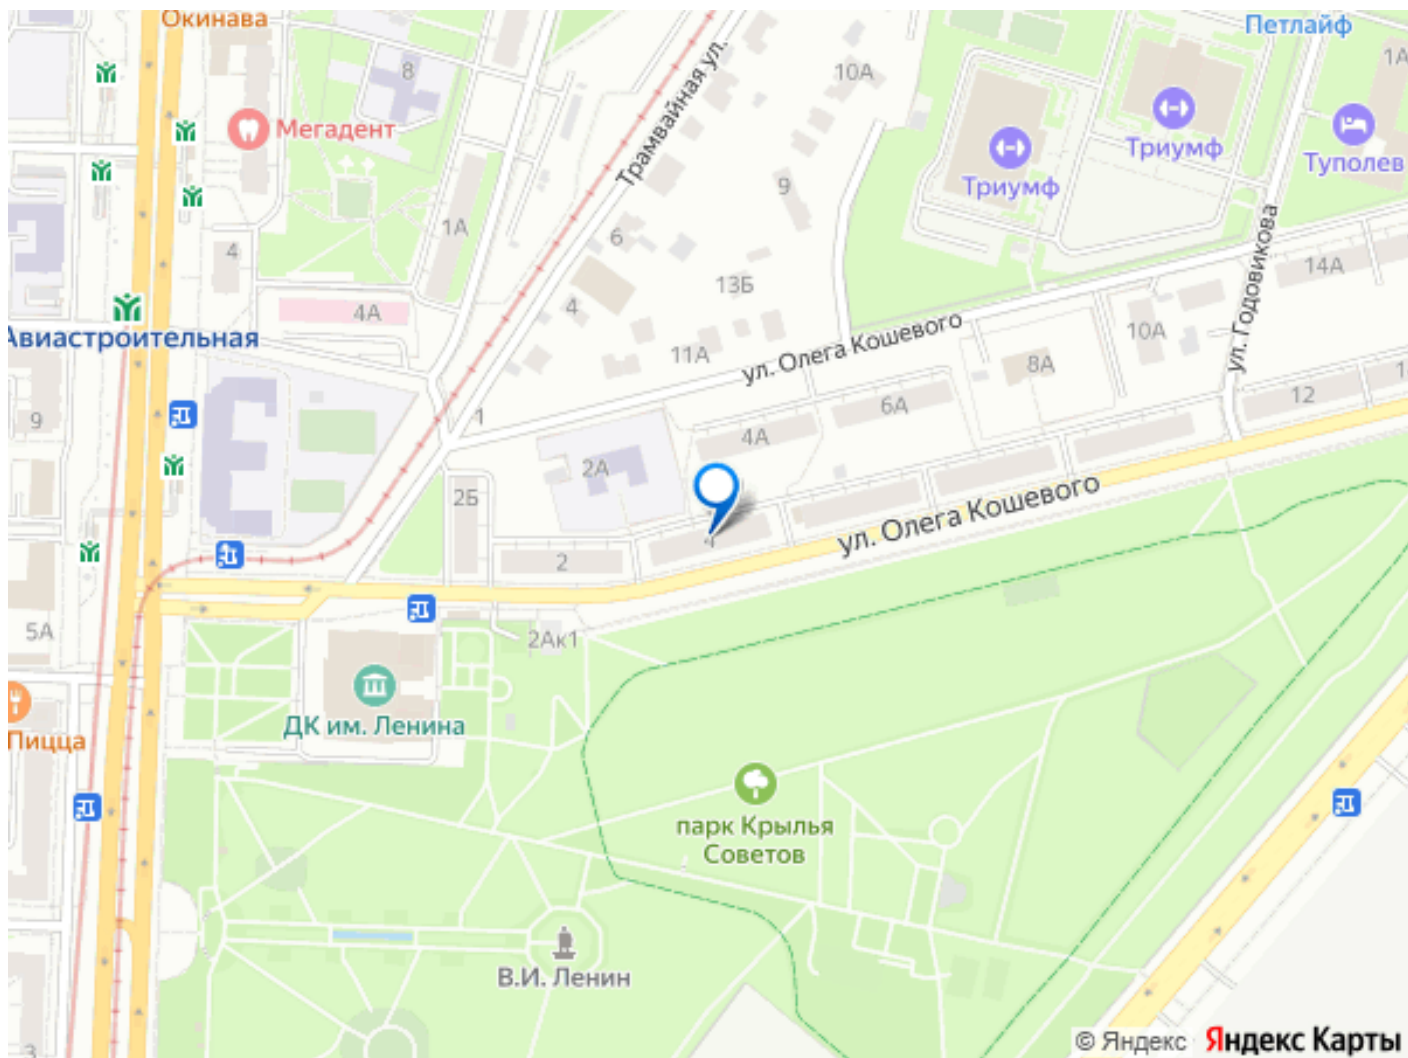 Окинава
Петлайф
8
10А
1А
Мегадент
Трамвайная ул.
Триумф
Триумф
Туполев
9
1А
6
4
13Б
4
4А
ул. Годовикова
14А
Авиастроительная
11А
ул. Олега Кошевого
10А
8А
9
1
6А
12
4А
2А
2Б
ул. Олега Кошевого
4
2
5А
2Ак1
ДК им. Ленина
Пицца
парк Крылья
Советов
В.И. Ленин
3
© Яндекс Яндекс Карты